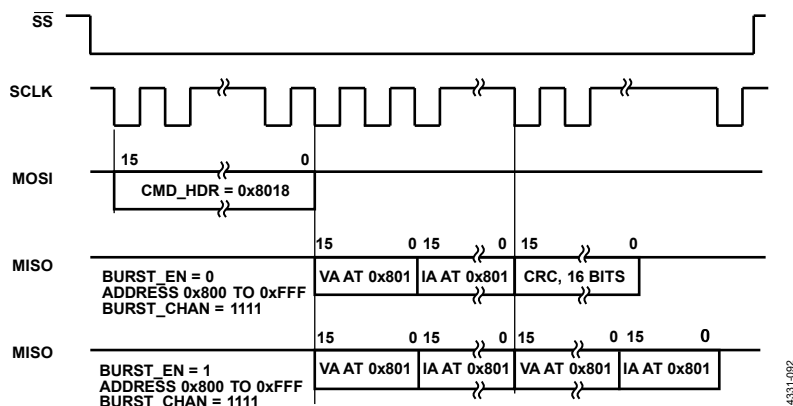 SS
SCLK
15 0
MOSI
CMD_HDR = 0x8018
15 0 15 0 15 0
MISO
VA AT 0x801 IA AT 0x801 CRC, 16 BITS
BURST_EN = 0
ADDRESS 0x800 TO 0xFFF
BURST_CHAN = 1111
15 0 15 0 15 0 15 0
MISO
VA AT 0x801 IA AT 0x801 VA AT 0x801 IA AT 0x801
BURST_EN = 1
ADDRESS 0x800 TO 0xFFF
BURST_CHAN = 1111
4331-092